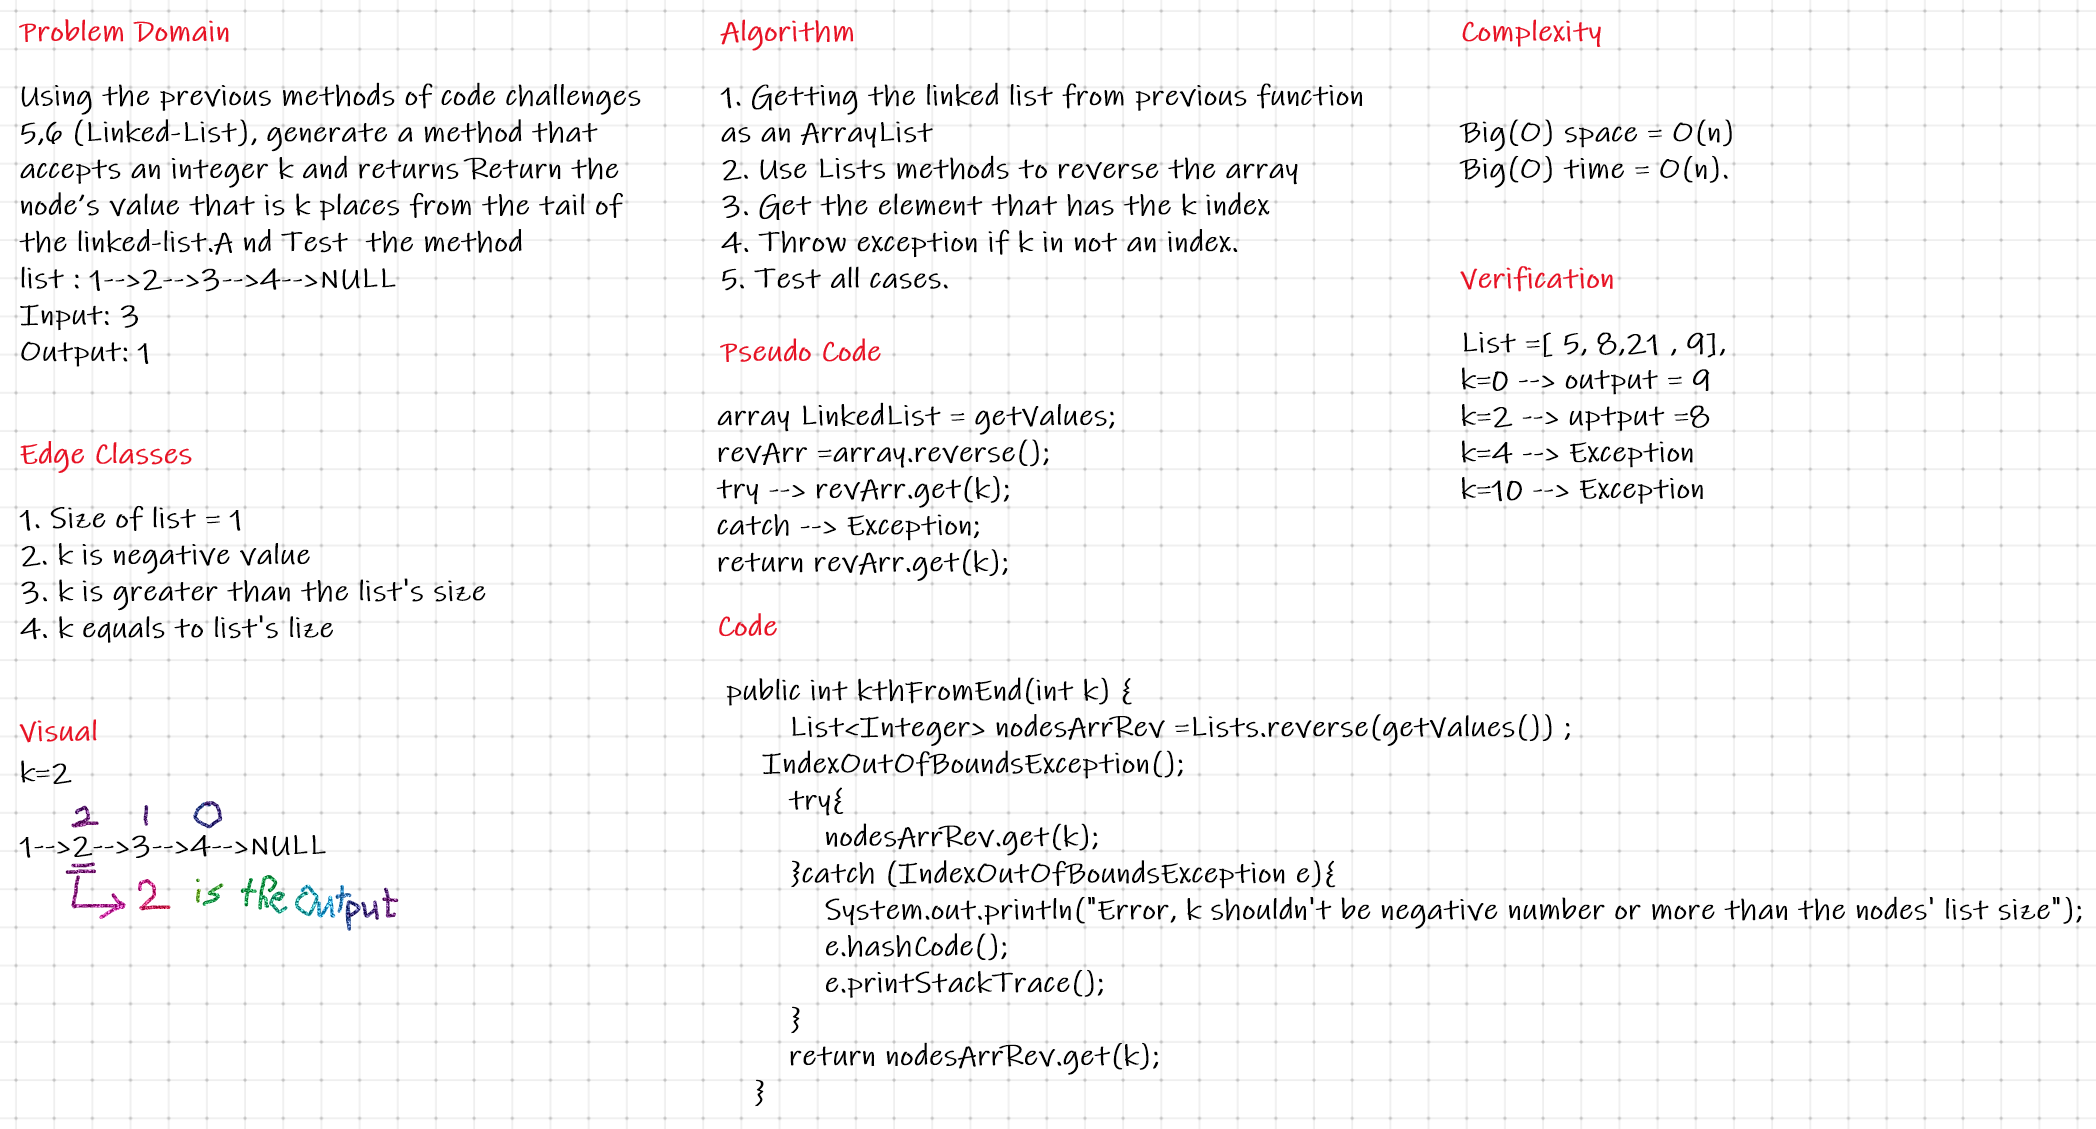 Problem Domain
Using the previous methods of code challenges
5,6 (Linked-List), generate a method that
accepts an integer k and returns Return the
node's value that is k places from the tail of
the linked-list.A nd Test the method
list : 1-->2-->3-->4-->NULL
Input: 3
Output: 1
Edge Classes
1. Size of list = 1
2. k is negative value
3. k is greater than the list's size
4. k equals to list's lize
Visual
k=2
2 1 0
1-->2-->3-->4-->NULL
2 is the output
Algorithm
1. Getting the linked list from previous function
as an ArrayList
2. Use Lists methods to reverse the array
3. Get the element that has the k index
4. Throw exception if k in not an index.
5. Test all cases.
Pseudo Code
array LinkedList = getValues;
revArr =array.reverse();
try --> revArr.get(k);
catch --> Exception;
return revArr.get(k);
Code
public int kthFromEnd(int k) {
List<Integer> nodesArrRev =Lists.reverse(getValues()) ;
IndexOutOfBoundsException();
try{
nodesArrRev.get(k);
}catch (IndexOutOfBoundsException e){
System.out.println("Error, k shouldn't be negative number or more than the nodes' list size");
e.hashCode();
e.printStackTrace();
}
return nodesArrRev.get(k);
}
Complexity
Big(O) space = O(n)
Big(O) time = O(n).
Verification
List =[ 5, 8,21 , 9],
k=0 --> output = 9
k=2 --> uptput =8
k=4 --> Exception
k=10 --> Exception